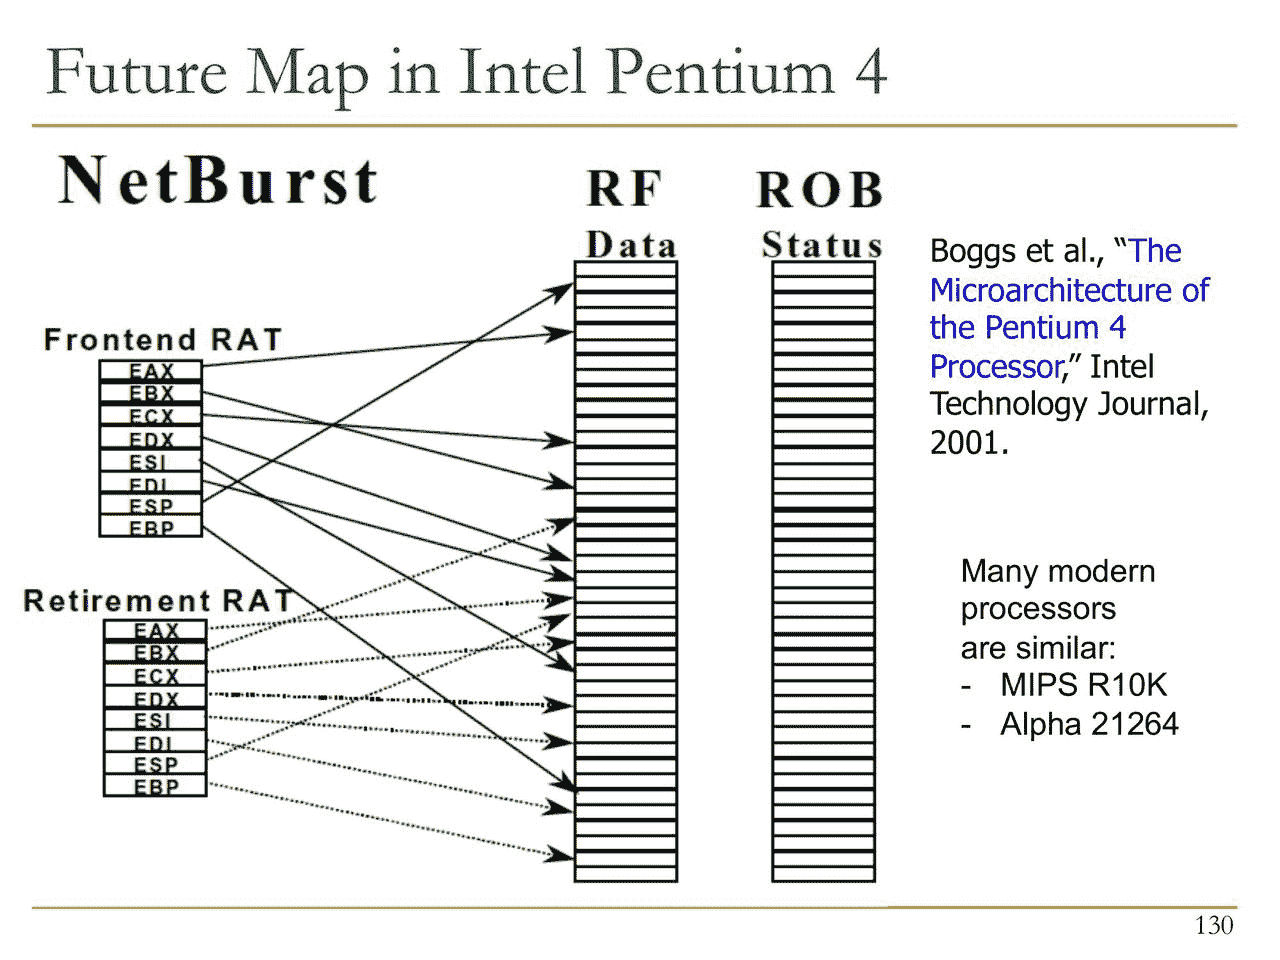 Future Map in Intel Pentium 4
NetBurst
RF
Data
ROB
Status
Frontend RAT
EAX
EBX
ECX
EDX
ESI
EDI
ESP
EBP
Retirement RAT
EAX
EBX
ECX
EDX
ESI
EDI
ESP
EBP
Boggs et al., “The
Microarchitecture of
the Pentium 4
Processor,” Intel
Technology Journal,
2001.
Many modern
processors
are similar:
- MIPS R10K
- Alpha 21264
130